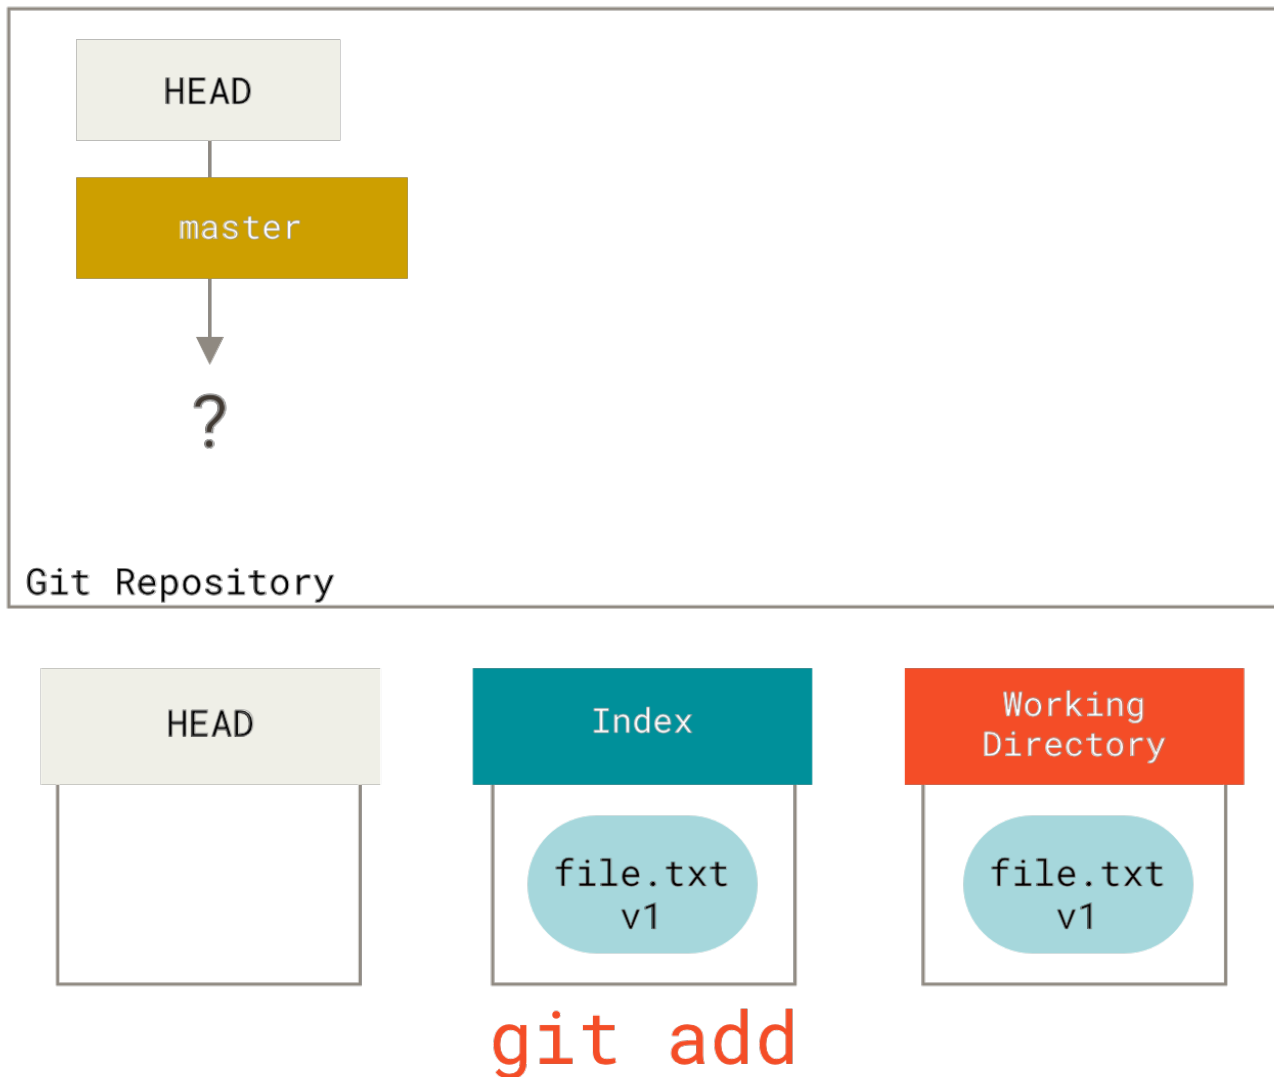 HEAD
master
?
Git Repository
HEAD
Index
Working
Directory
file.txt
v1
file.txt
v1
git add